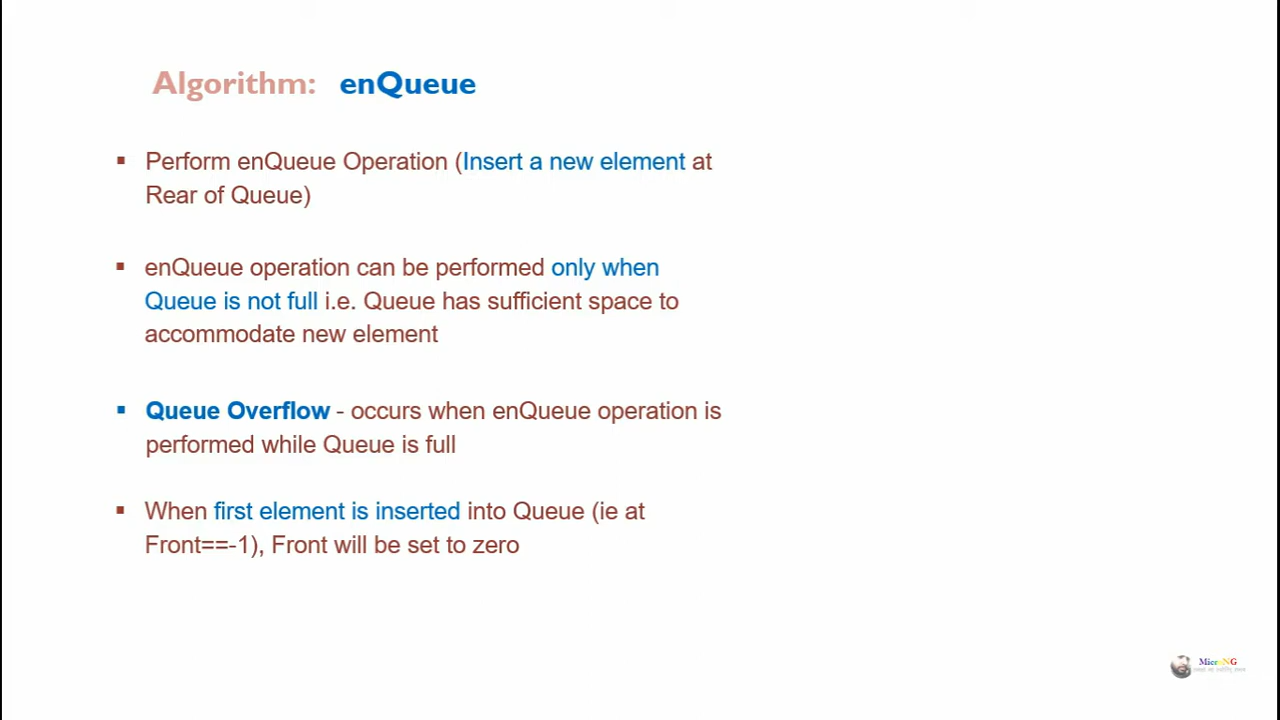 Algorithm: enQueue
▪ Perform enQueue Operation (Insert a new element at
Rear of Queue)
▪ enQueue operation can be performed only when
Queue is not full i.e. Queue has sufficient space to
accommodate new element
▪ Queue Overflow - occurs when enQueue operation is
performed while Queue is full
▪ When first element is inserted into Queue (ie at
Front==-1), Front will be set to zero
MicroNG